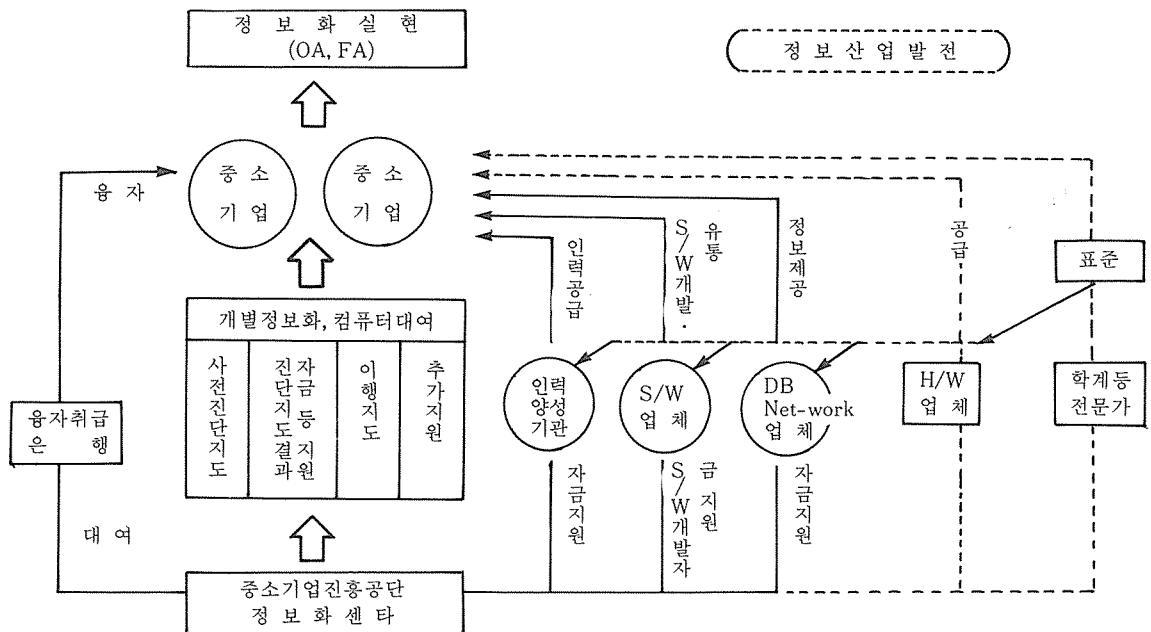 정 보 화 실 현
(OA, FA)
정 보 산 업 발 전
중 소
기 업
중 소
기 업
융 자
인력공급
S/W개발·
유통
정보제공
공급
표준
개별정보화, 컴퓨터대여
사전진단지도
진단지도결과
자금 등 지원
이행지도
추가지원
인력
양성
기관
S/W
업 체
DB
Net-work
업 체
H/W
업 체
학계등
전문가
융자취급
은 행
자금지원
S/W개발자
금 지원
자금지원
대 여
중소기업진흥공단
정 보 화 센 타